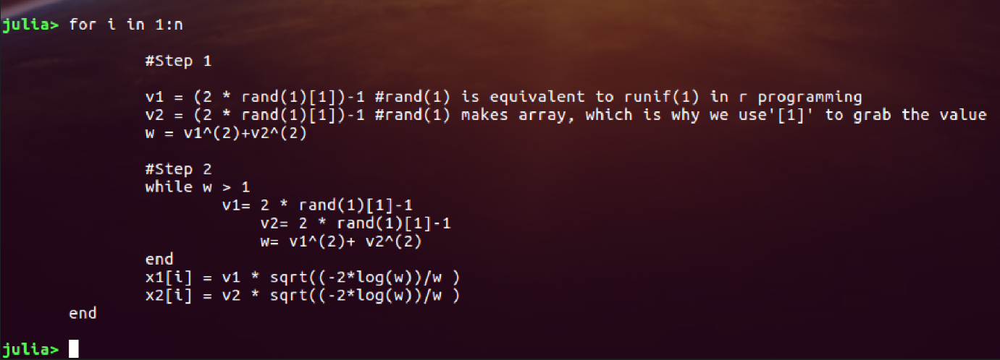 julia> for i in 1:n
#Step 1
v1 = (2 * rand(1)[1])-1 #rand(1) is equivalent to runif(1) in r programming
v2 = (2 * rand(1)[1])-1 #rand(1) makes array, which is why we use'[1]' to grab the value
w = v1^(2)+v2^(2)
#Step 2
while w > 1
v1= 2 * rand(1)[1]-1
v2= 2 * rand(1)[1]-1
w= v1^(2)+ v2^(2)
end
x1[i] = v1 * sqrt((-2*log(w))/w )
x2[i] = v2 * sqrt((-2*log(w))/w )
end
julia>